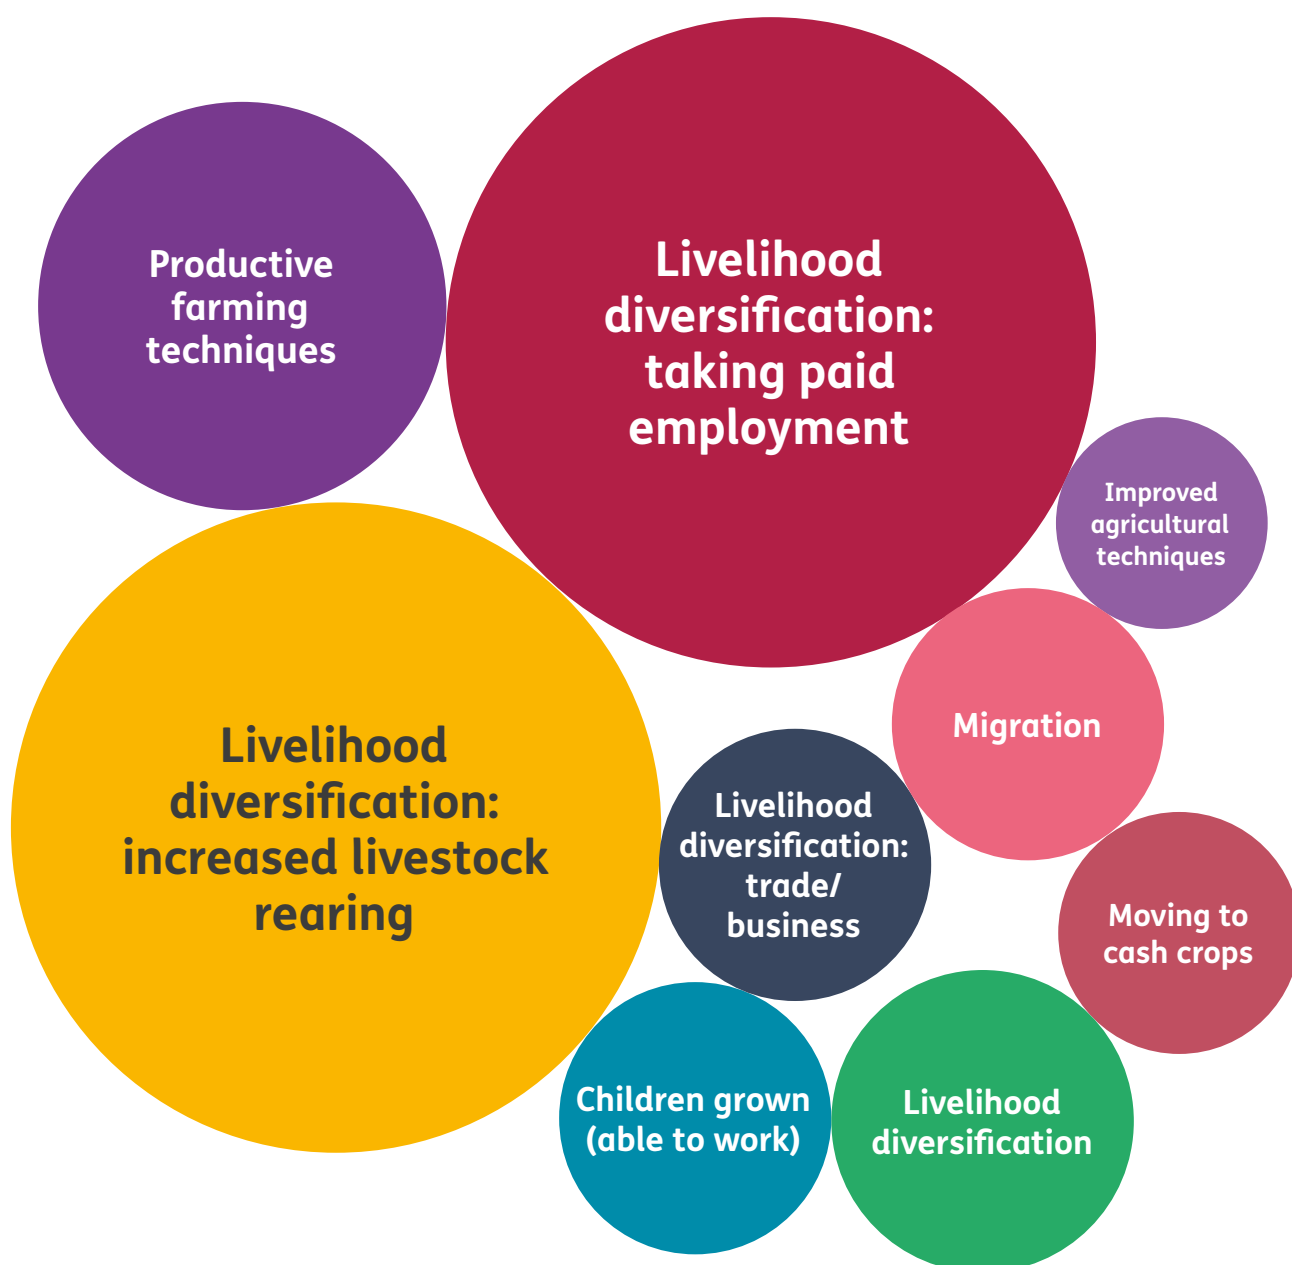 Productive
farming
techniques
Livelihood
diversification:
taking paid
employment
Improved
agricultural
techniques
Livelihood
diversification:
increased livestock
rearing
Migration
Livelihood
diversification:
trade/
business
Moving to
cash crops
Children grown
(able to work)
Livelihood
diversification